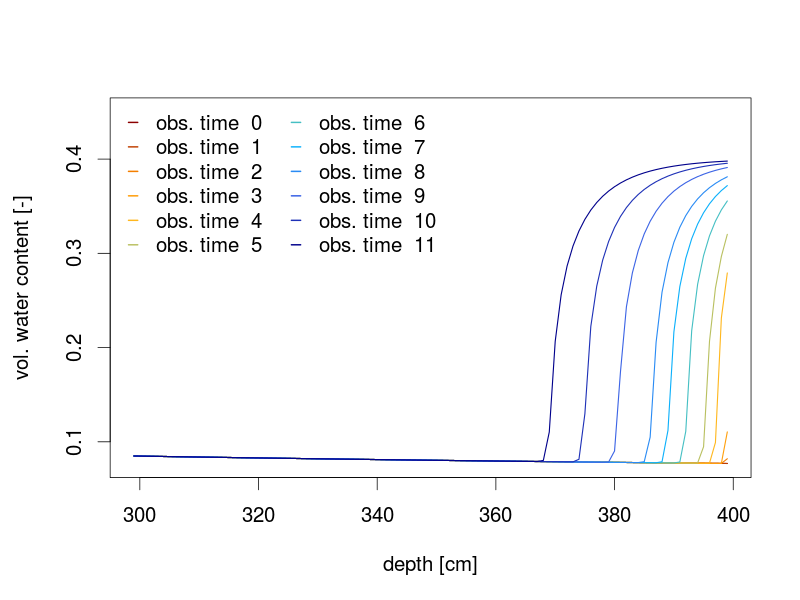 obs. time 0
obs. time 1
obs. time 2
obs. time 3
obs. time 4
obs. time 5
obs. time 6
obs. time 7
obs. time 8
obs. time 9
obs. time 10
obs. time 11
vol. water content [-]
0.4
0.3
0.2
0.1
300 320 340 360 380 400
depth [cm]